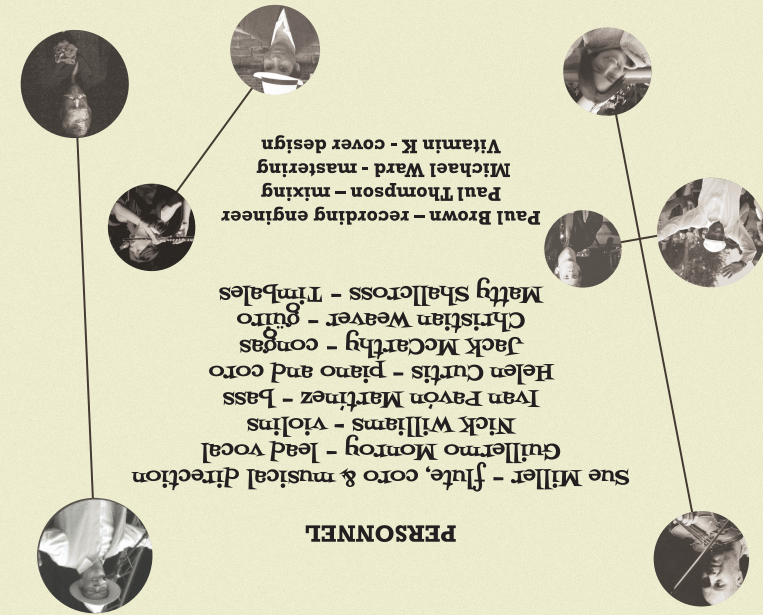 PERSONNEL
Sue Miller – flute, coro & musical direction
Guillermo Monroy – lead vocal
Nick Williams – violins
Ivan Pavón Martínez – bass
Helen Curtis – piano and coro
Jack McCarthy – congas
Christian Weaver – güiro
Matty Shallcross – Timbales
Paul Brown – recording engineer
Paul Thompson – mixing
Michael Ward - mastering
Vitamin K - cover design